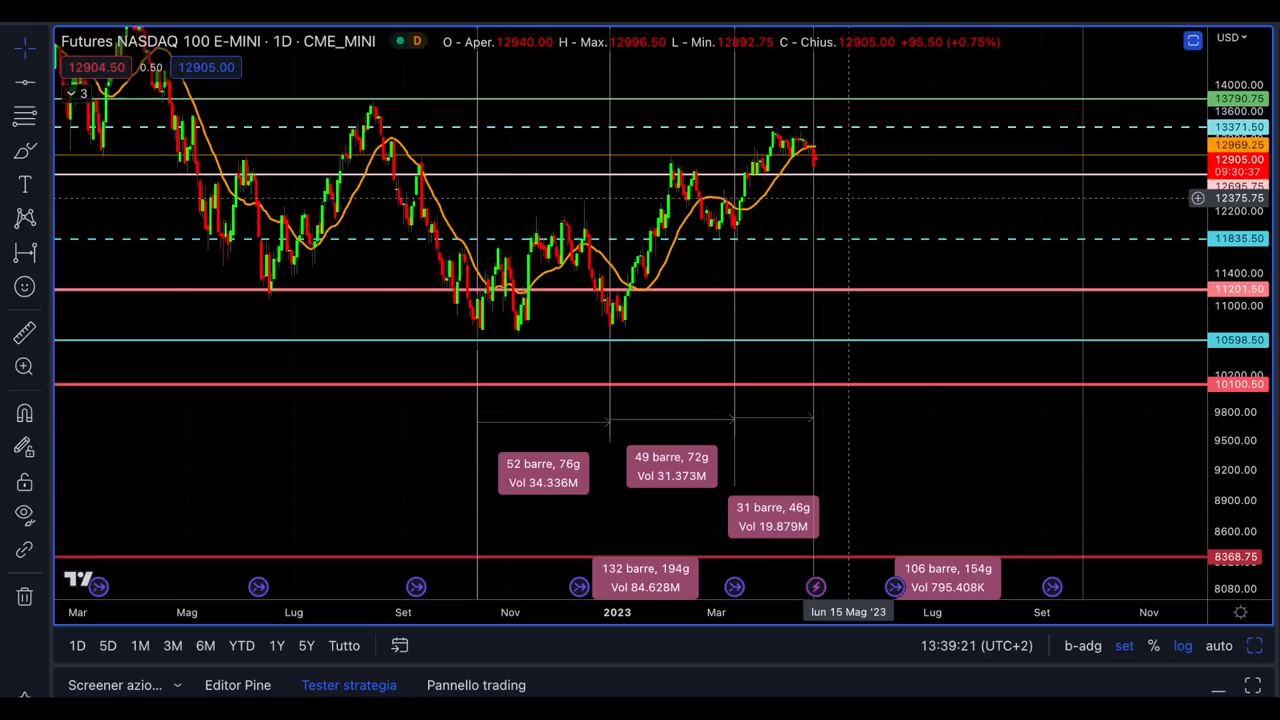 Futures NASDAQ 100 E-MINI · 1D · CME_MINI D O - Aper. 12940.00 H - Max. 12996.50 L - Min. 12892.75 C - Chius. 12905.00 +95.50 (+0.75%)
USD
12904.50 0.50 12905.00
3
14000.00
13790.75
13600.00
13371.50
12969.25
12905.00
09:30:37
12695.75
12375.75
12200.00
11835.50
11400.00
11201.50
11000.00
10598.50
10200.00
10100.50
9800.00
9500.00
9200.00
8900.00
8600.00
8368.75
8080.00
52 barre, 76g
Vol 34.336M
49 barre, 72g
Vol 31.373M
31 barre, 46g
Vol 19.879M
132 barre, 194g
Vol 84.628M
106 barre, 154g
Vol 795.408K
Mar Mag Lug Set Nov 2023 Mar lun 15 Mag '23 Lug Set Nov
1D 5D 1M 3M 6M YTD 1Y 5Y Tutto 13:39:21 (UTC+2) b-adg set % log auto
Screener azio... Editor Pine Tester strategia Pannello trading